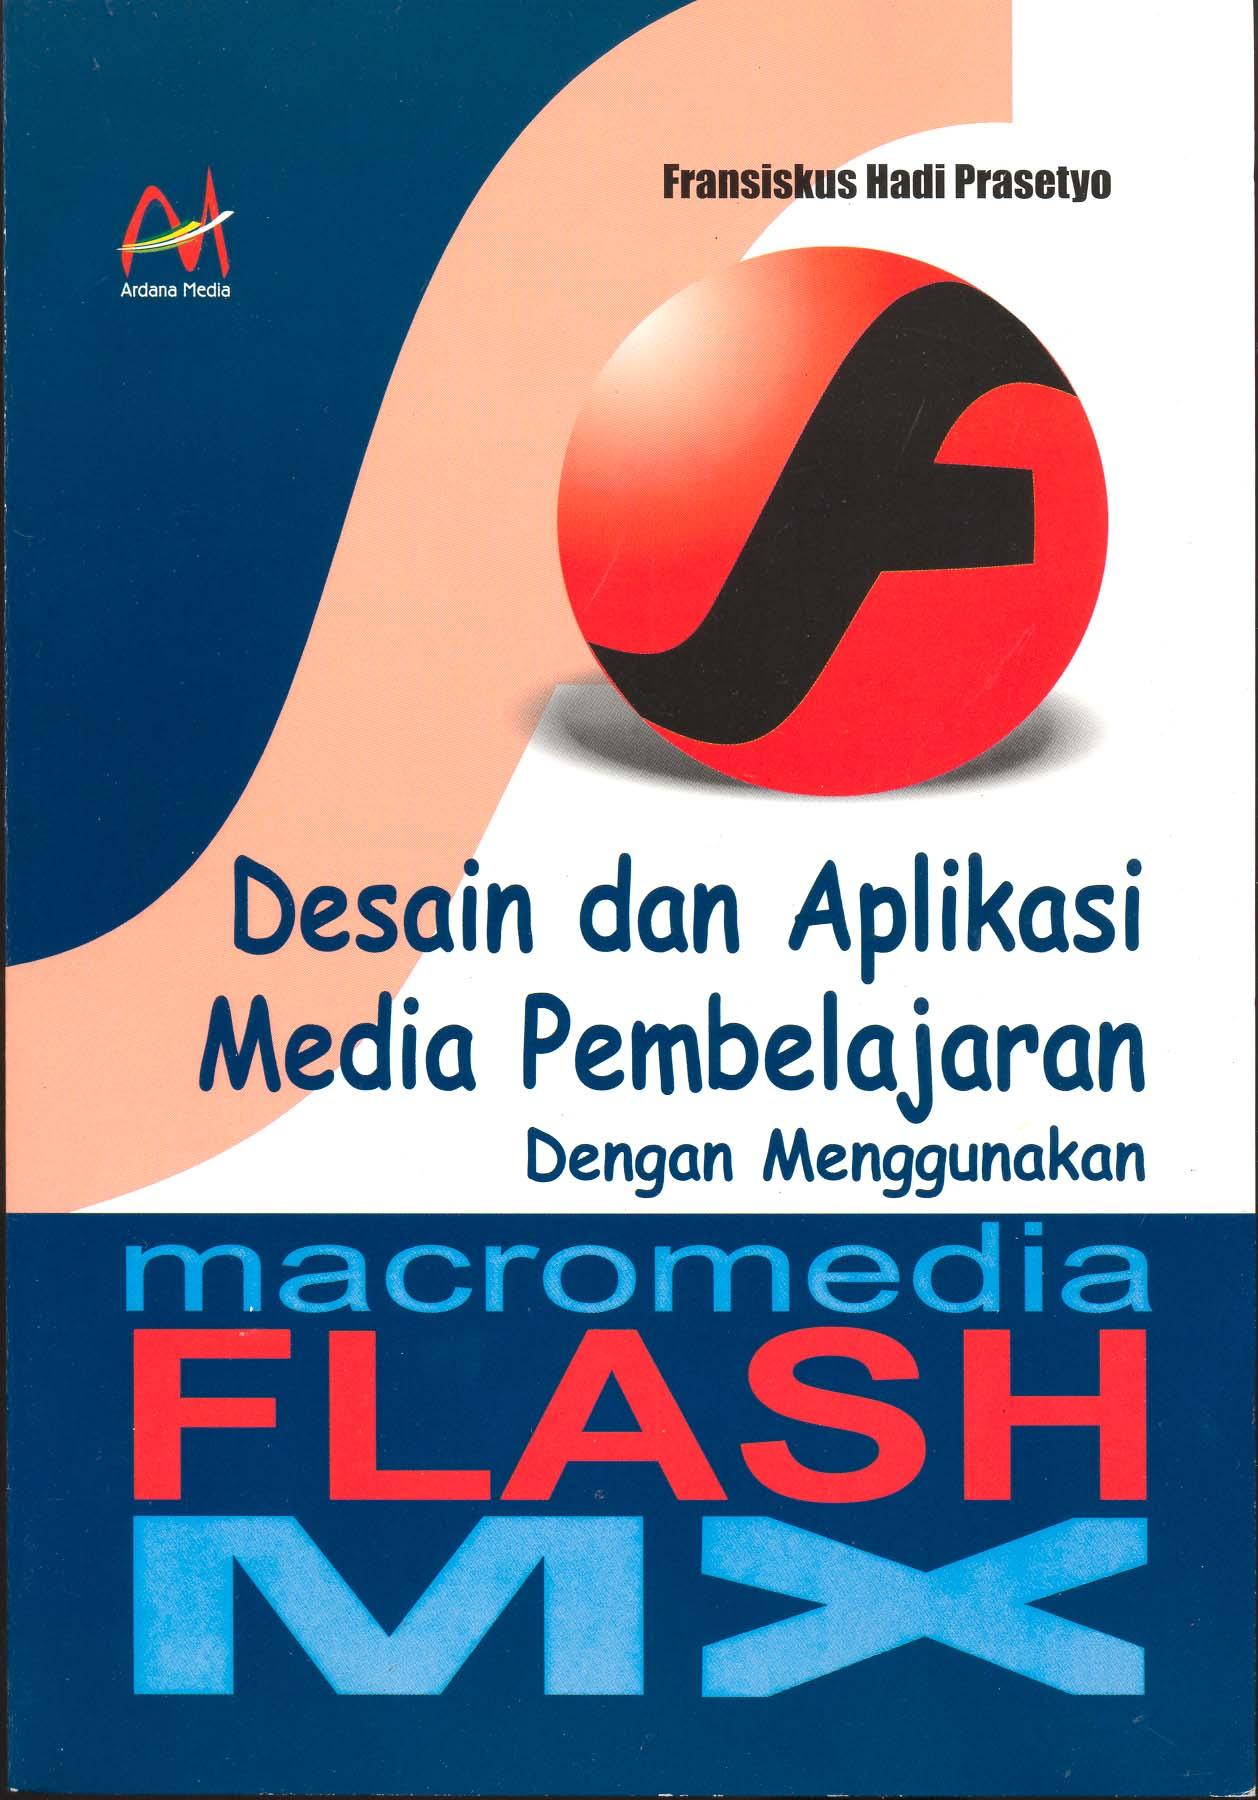 Fransiskus Hadi Prasetyo
Ardana Media
Desain dan Aplikasi
Media Pembelajaran
Dengan Menggunakan
macromedia
FLASH
MX